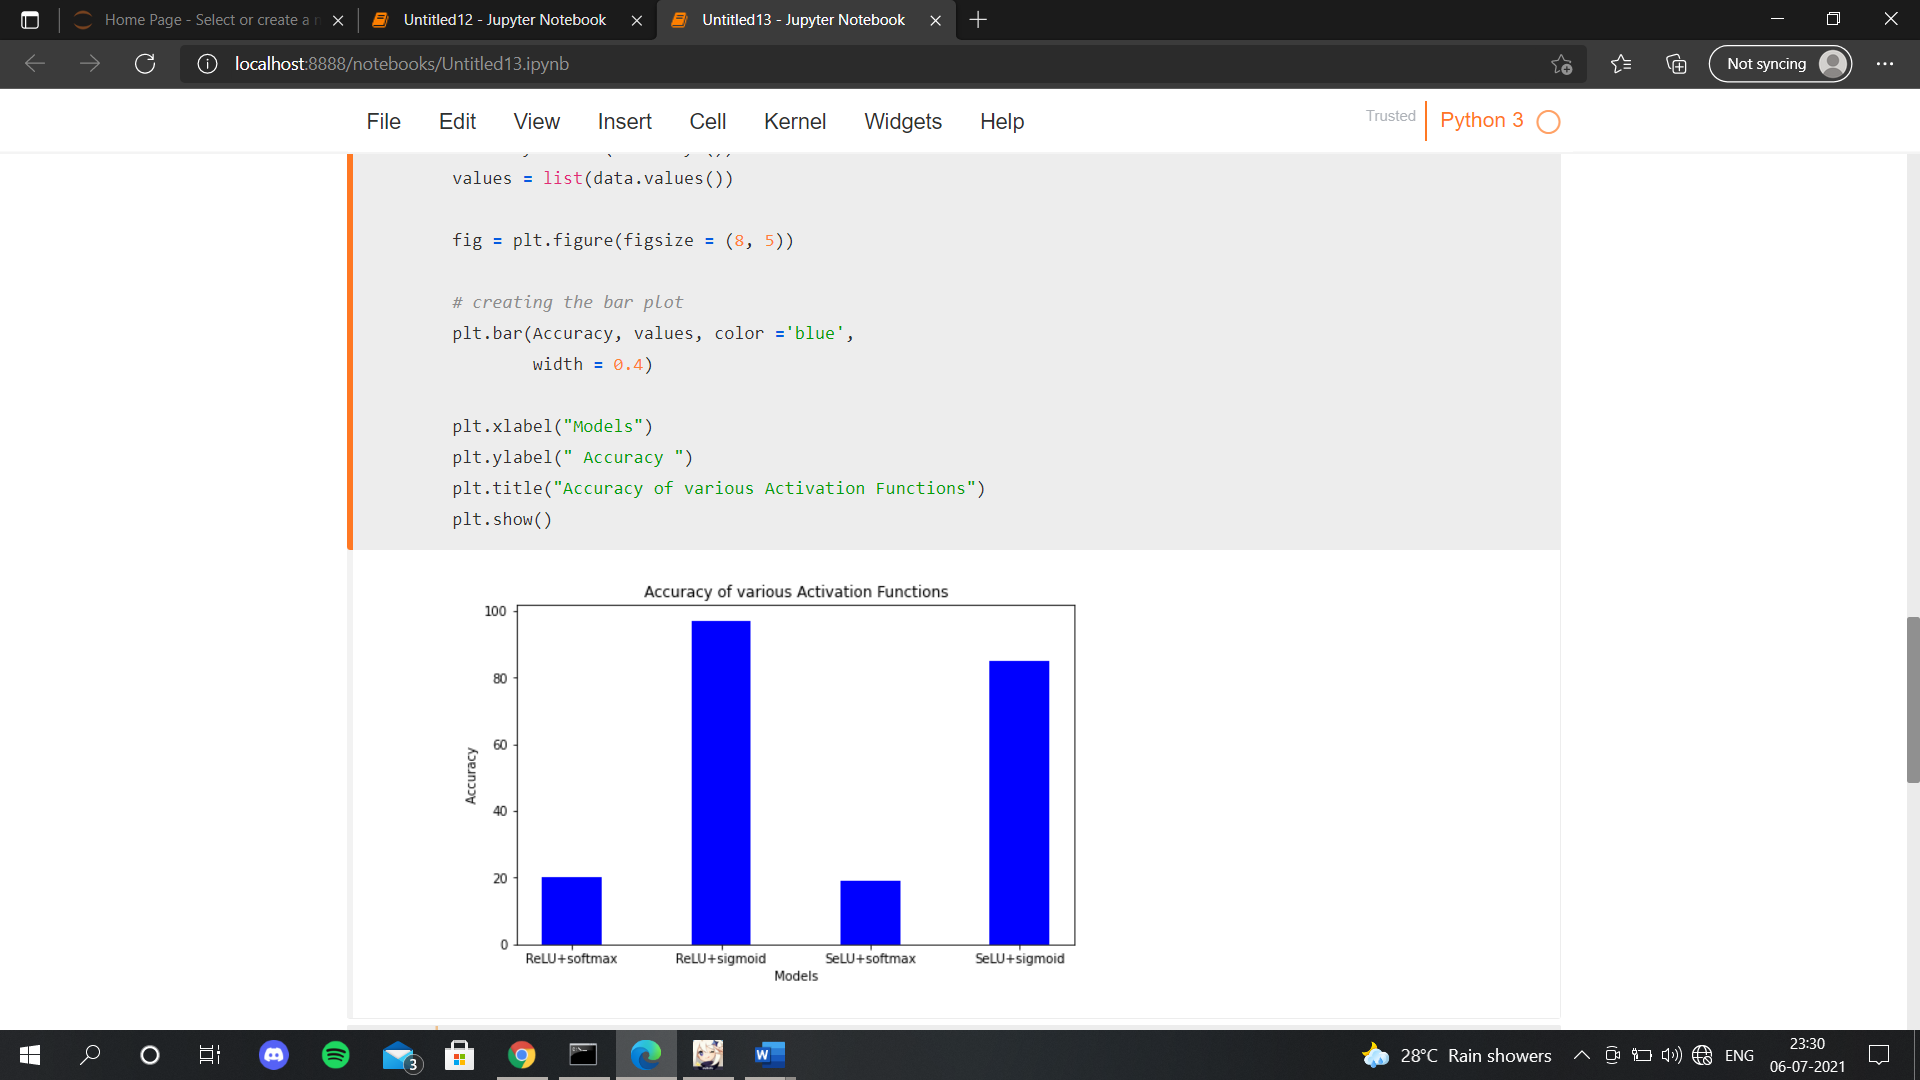 Home Page - Select or create a n
Untitled12 - Jupyter Notebook
Untitled13 - Jupyter Notebook
localhost:8888/notebooks/Untitled13.ipynb
Not syncing
File Edit View Insert Cell Kernel Widgets Help
Trusted
Python 3
values = list(data.values())
fig = plt.figure(figsize = (8, 5))
# creating the bar plot
plt.bar(Accuracy, values, color ='blue',
width = 0.4)
plt.xlabel("Models")
plt.ylabel(" Accuracy ")
plt.title("Accuracy of various Activation Functions")
plt.show()
Accuracy of various Activation Functions
100
80
60
40
20
0
Accuracy
ReLU+softmax ReLU+sigmoid SeLU+softmax SeLU+sigmoid
Models
3
W
28°C Rain showers
ENG
23:30
06-07-2021